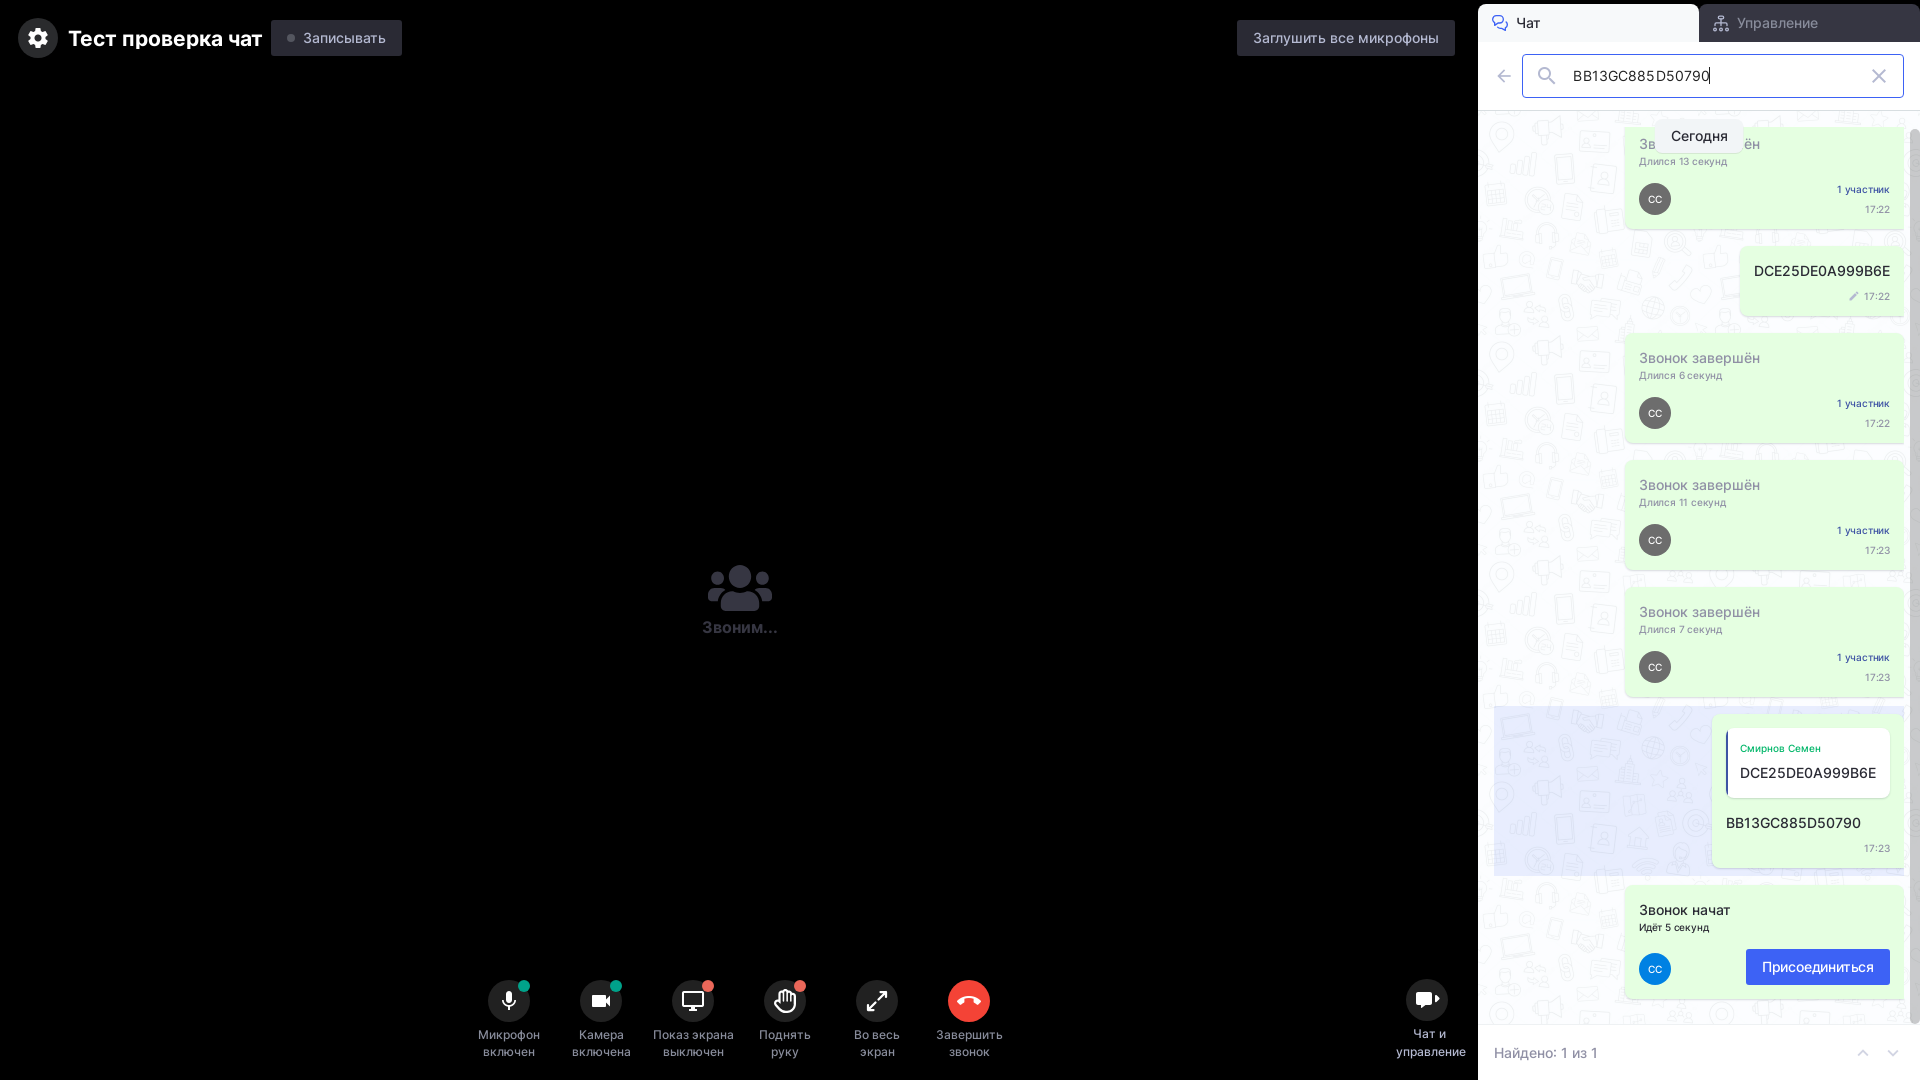 Тест проверка чат
Записывать
Заглушить все микрофоны
Чат
Управление
BB13GC885D50790
Сегодня
Длился 13 секунд
СС
1 участник
17:22
DCE25DE0A999B6E
17:22
Звонок завершён
Длился 6 секунд
СС
1 участник
17:22
Звонок завершён
Длился 11 секунд
СС
1 участник
17:23
Звонок завершён
Длился 7 секунд
СС
1 участник
17:23
Смирнов Семен
DCE25DE0A999B6E
BB13GC885D50790
17:23
Звонок начат
Идёт 5 секунд
СС
Присоединиться
Найдено: 1 из 1
Звоним...
Микрофон
включен
Камера
включена
Показ экрана
выключен
Поднять
руку
Во весь
экран
Завершить
звонок
Чат и
управление